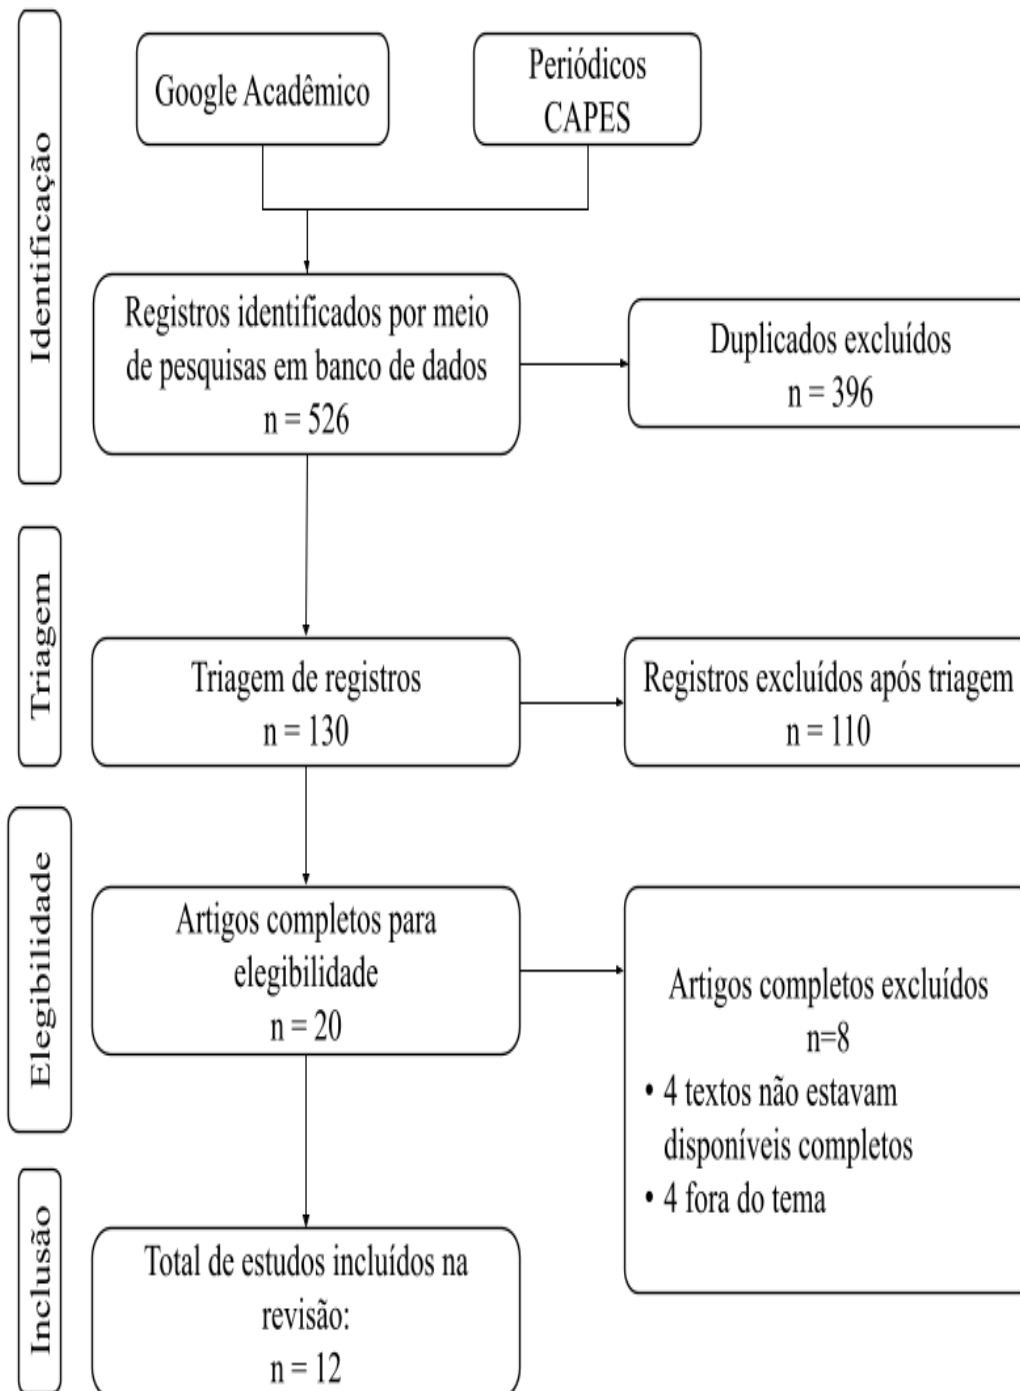 Identificação
Google Acadêmico
Periódicos
CAPES
Registros identificados por meio
de pesquisas em banco de dados
n = 526
Duplicados excluídos
n = 396
Triagem
Triagem de registros
n = 130
Registros excluídos após triagem
n = 110
Elegibilidade
Artigos completos para
elegibilidade
n = 20
Artigos completos excluídos
n=8
• 4 textos não estavam
disponíveis completos
• 4 fora do tema
Inclusão
Total de estudos incluídos na
revisão:
n = 12